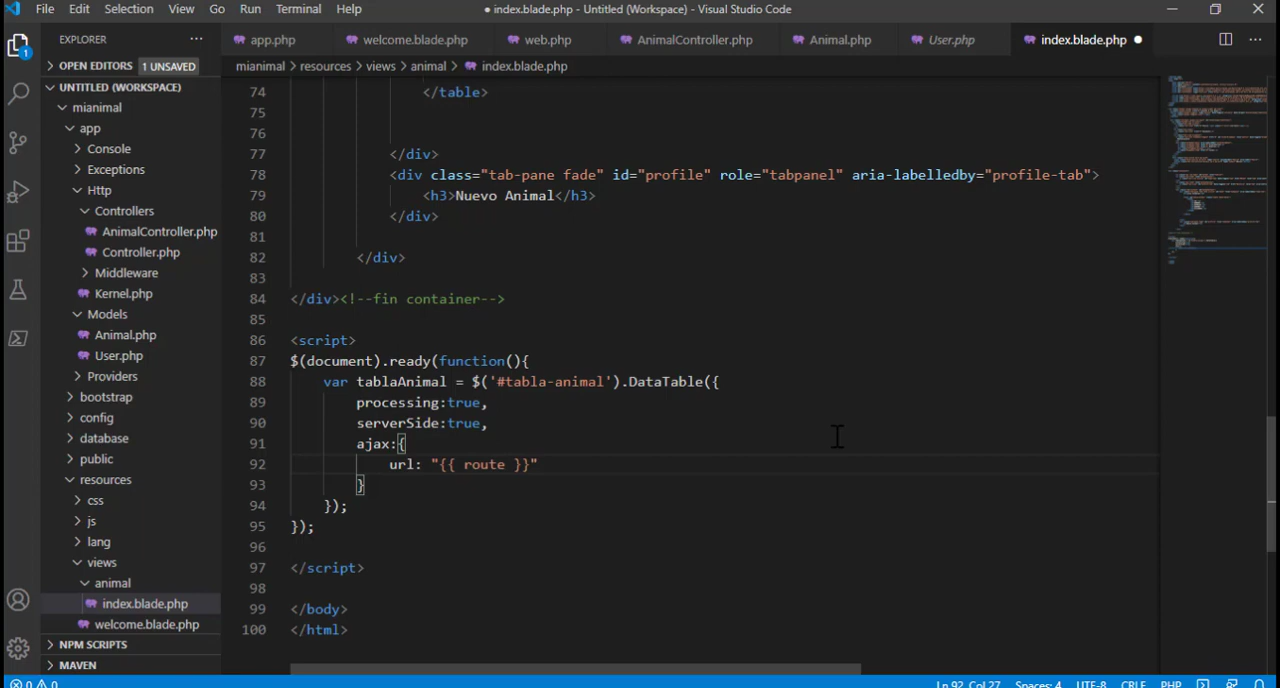 File Edit Selection View Go Run Terminal Help ● index.blade.php - Untitled (Workspace) - Visual Studio Code
EXPLORER ···
app.php welcome.blade.php web.php AnimalController.php Animal.php User.php index.blade.php ● ···
OPEN EDITORS 1 UNSAVED
mianimal > resources > views > animal > index.blade.php
1
UNTITLED (WORKSPACE)
mianimal
app
Console
Exceptions
Http
Controllers
AnimalController.php
Controller.php
Middleware
Kernel.php
Models
Animal.php
User.php
Providers
bootstrap
config
database
public
resources
css
js
lang
views
animal
index.blade.php
welcome.blade.php
NPM SCRIPTS
MAVEN
74 </table>
75
76
77 </div>
78 <div class="tab-pane fade" id="profile" role="tabpanel" aria-labelledby="profile-tab">
79 <h3>Nuevo Animal</h3>
80 </div>
81
82 </div>
83
84 </div><!--fin container-->
85
86 <script>
87 $(document).ready(function(){
88 var tablaAnimal = $('#tabla-animal').DataTable({
89 processing:true,
90 serverSide:true,
91 ajax:{
92 url: "{{ route }}"
93 }
94 });
95 });
96
97 </script>
98
99 </body>
100 </html>
0 0 Ln 92, Col 27 Spaces: 4 UTF-8 CRLF PHP